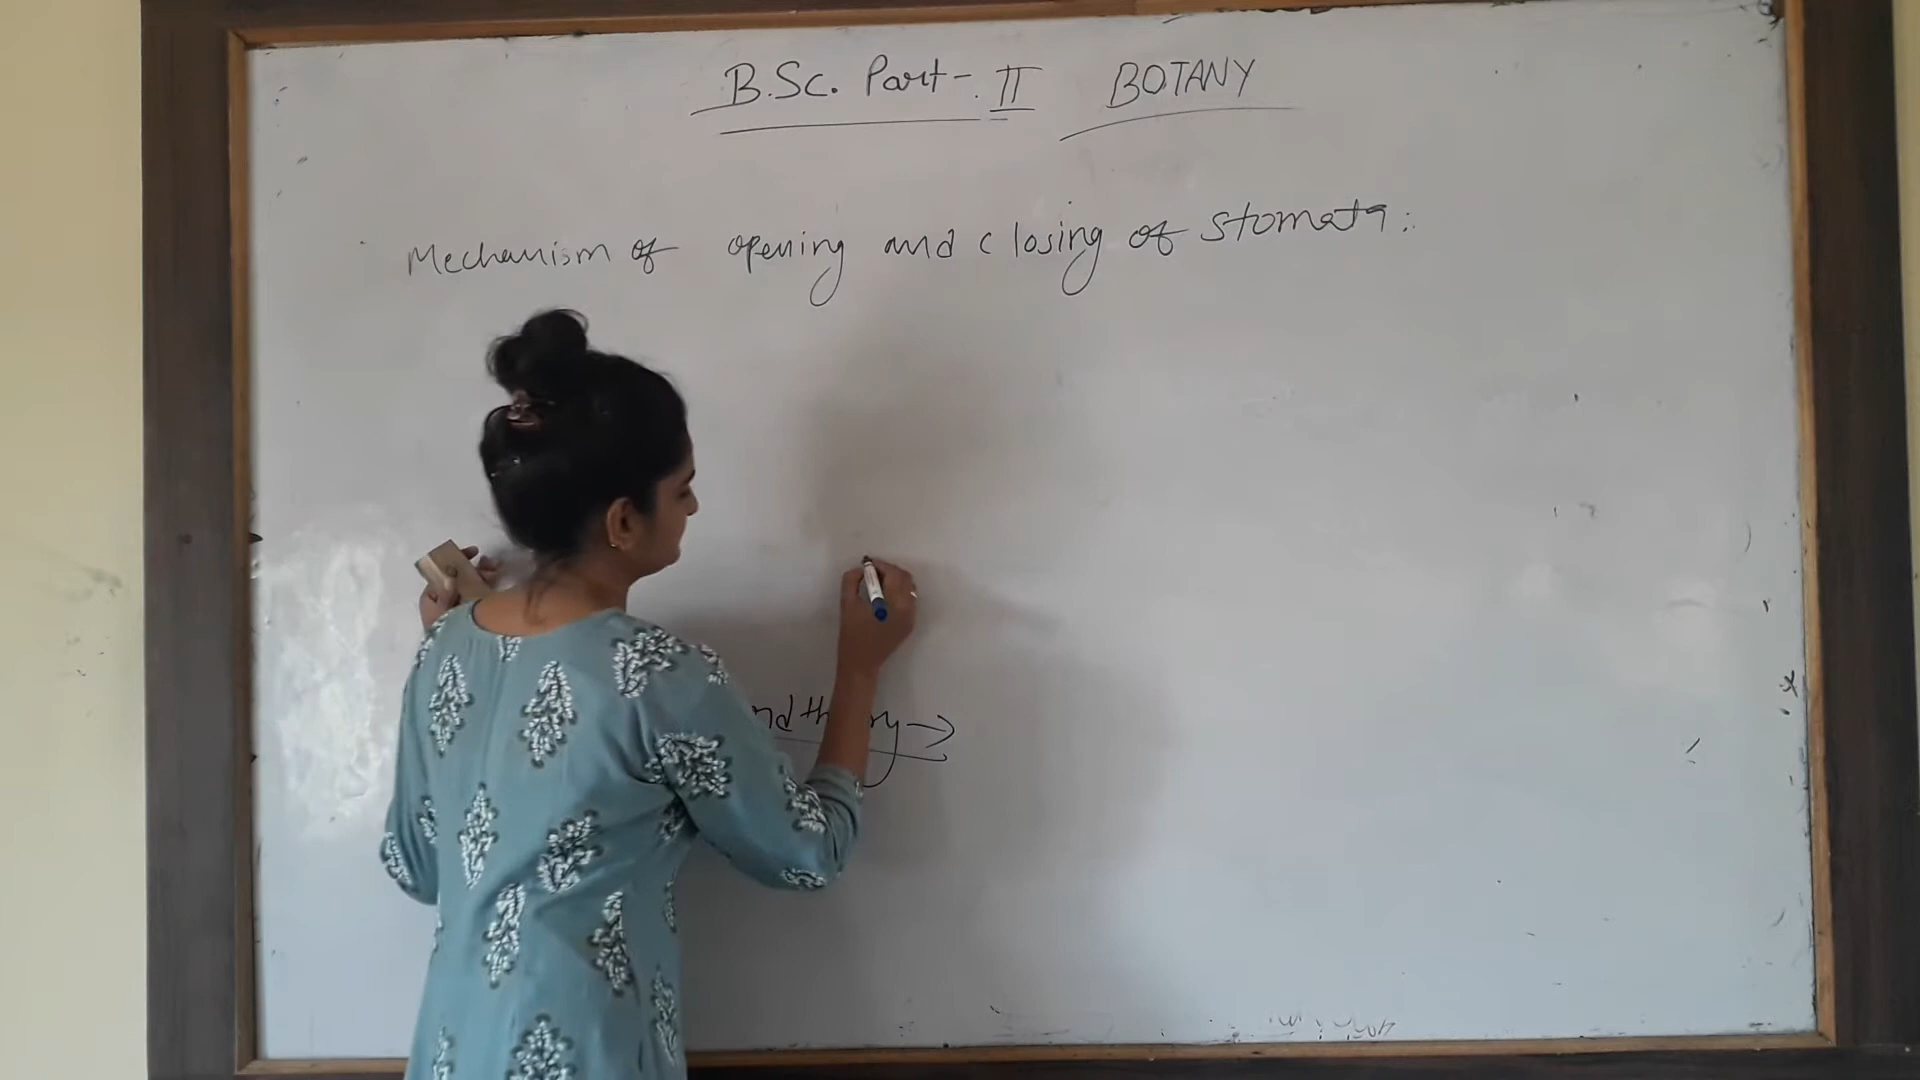 B.Sc. Part-II BOTANY
Mechanism of opening and closing of stomata: